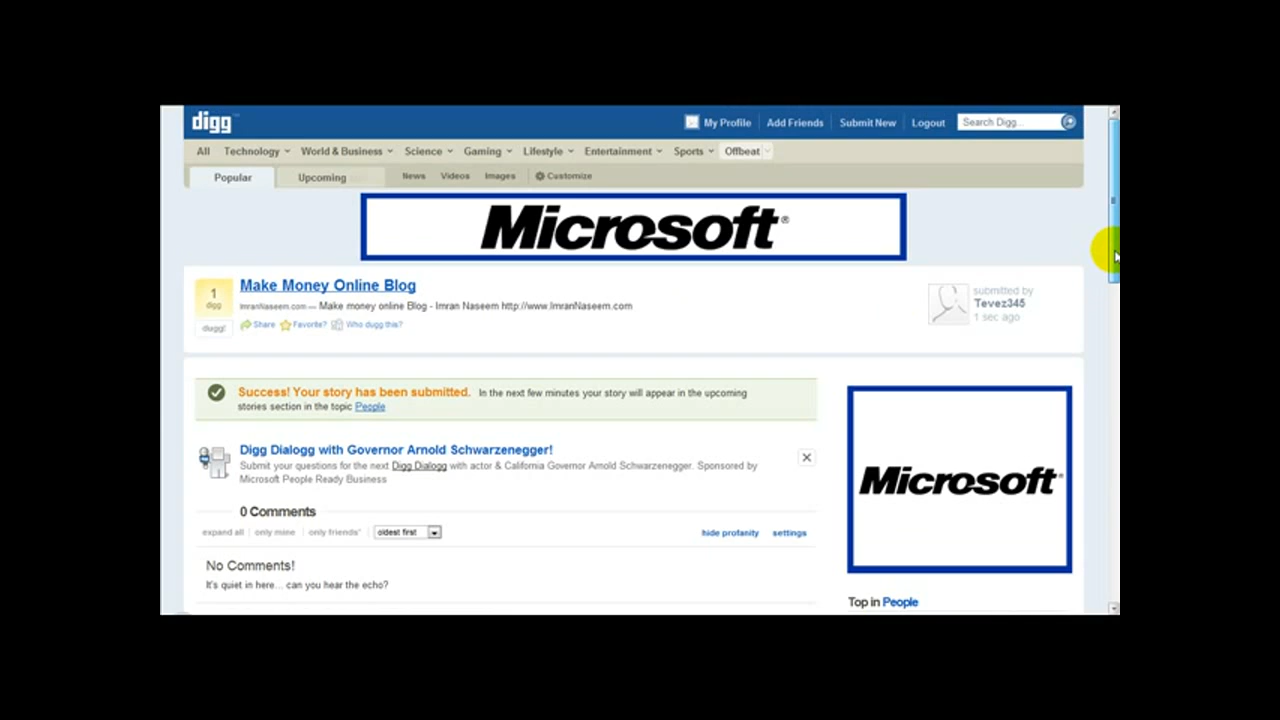 digg
My Profile Add Friends Submit New Logout Search Digg...
All Technology World & Business Science Gaming Lifestyle Entertainment Sports Offbeat
Popular Upcoming News Videos Images Customize
Microsoft®
1
digg
dugg!
Make Money Online Blog
ImranNaseem.com — Make money online Blog - Imran Naseem http://www.ImranNaseem.com
Share Favorite? Who dugg this?
submitted by
Tevez345
1 sec ago
Success! Your story has been submitted. In the next few minutes your story will appear in the upcoming
stories section in the topic People
Digg Dialogg with Governor Arnold Schwarzenegger!
Submit your questions for the next Digg Dialogg with actor & California Governor Arnold Schwarzenegger. Sponsored by
Microsoft People Ready Business
0 Comments
expand all only mine only friends' oldest first hide profanity settings
No Comments!
It's quiet in here... can you hear the echo?
Microsoft®
Top in People